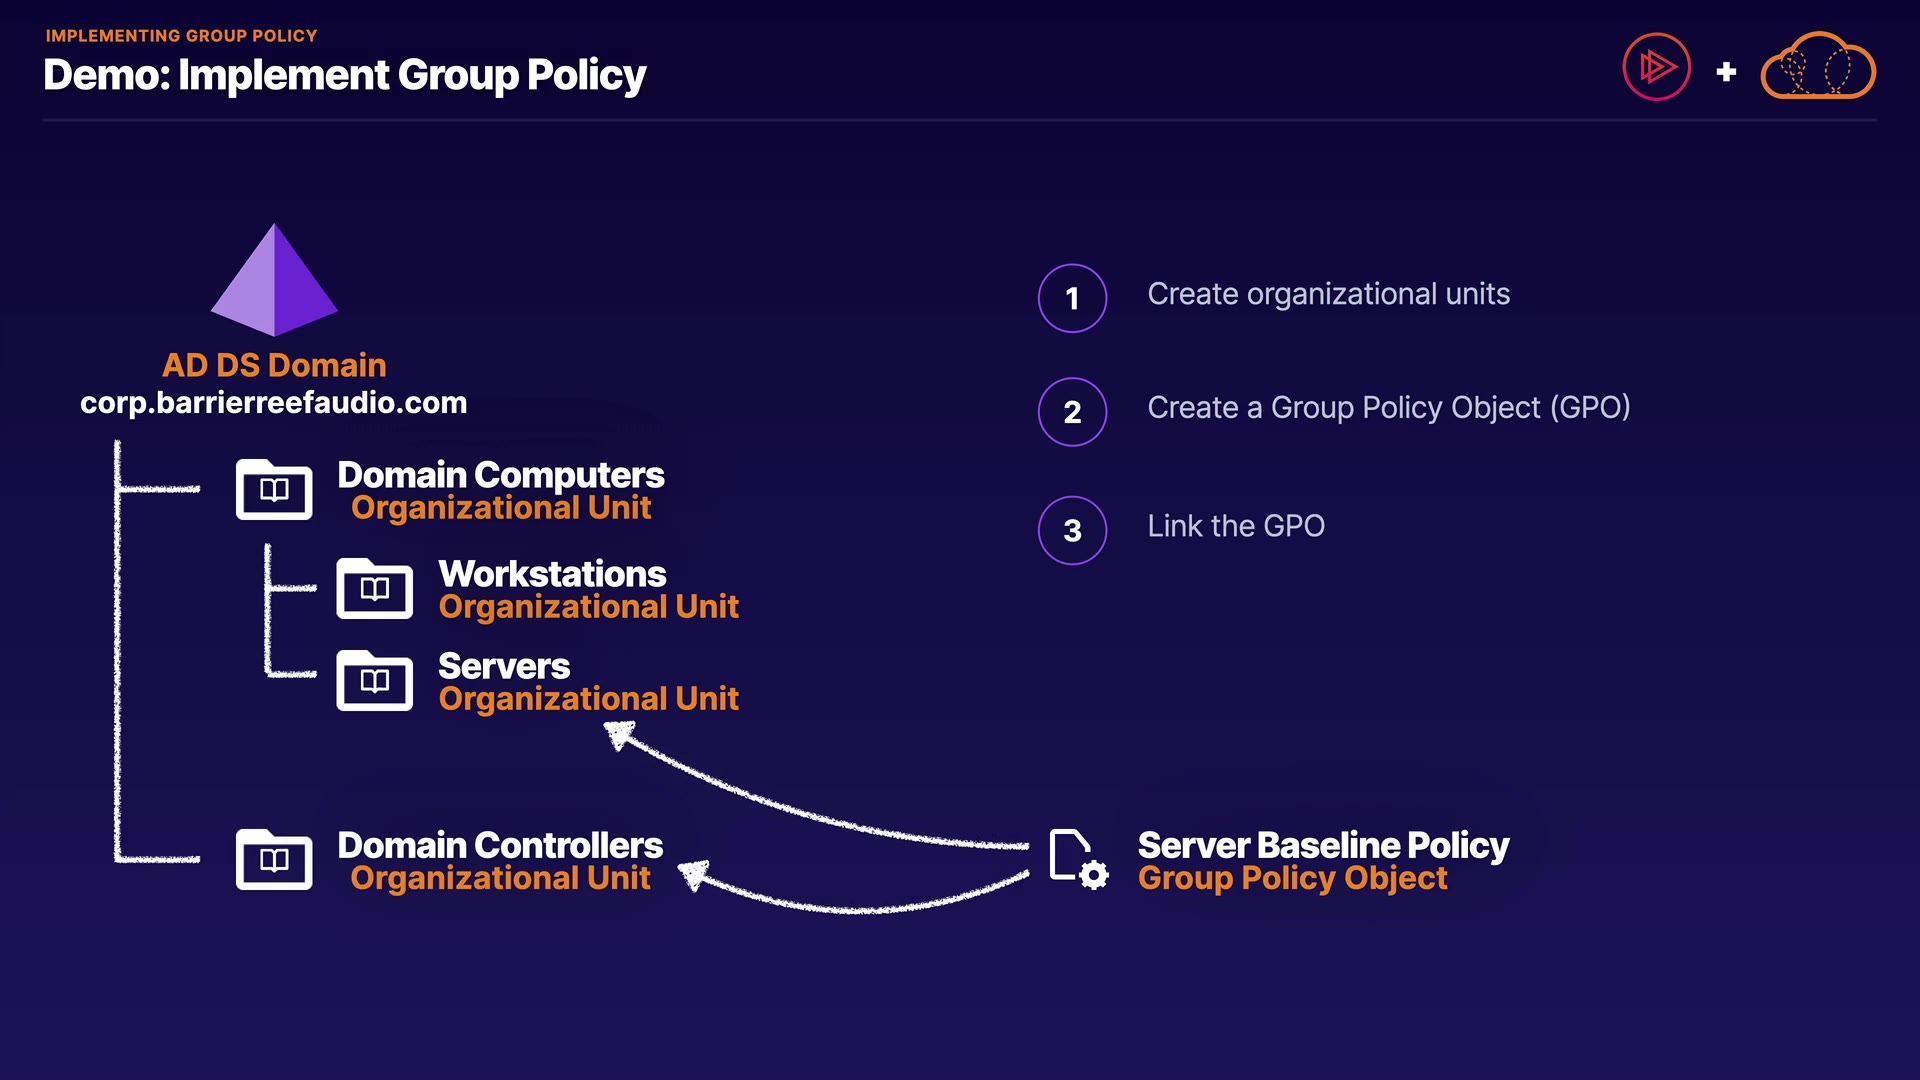 IMPLEMENTING GROUP POLICY
Demo: Implement Group Policy
+
AD DS Domain
corp.barrierreefaudio.com
Domain Computers
Organizational Unit
Workstations
Organizational Unit
Servers
Organizational Unit
Domain Controllers
Organizational Unit
1 Create organizational units
2 Create a Group Policy Object (GPO)
3 Link the GPO
Server Baseline Policy
Group Policy Object